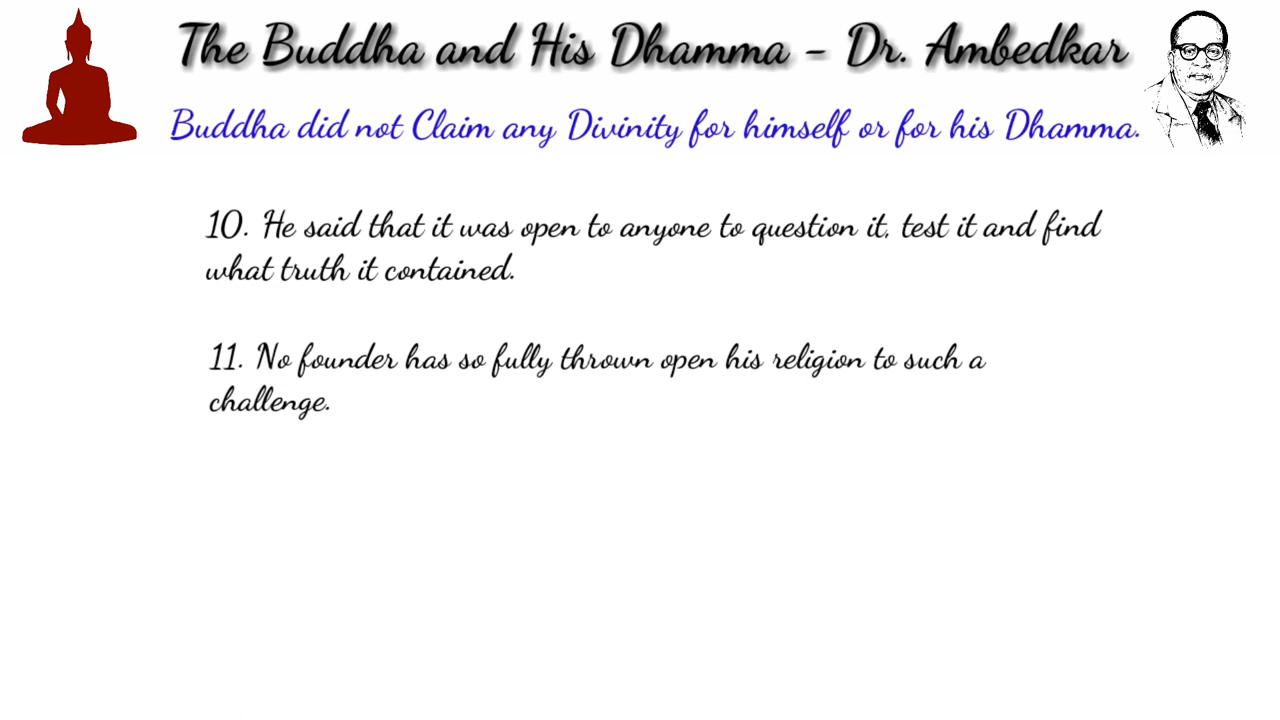 The Buddha and His Dhamma - Dr. Ambedkar
Buddha did not Claim any Divinity for himself or for his Dhamma.
10. He said that it was open to anyone to question it, test it and find
what truth it contained.
11. No founder has so fully thrown open his religion to such a
challenge.